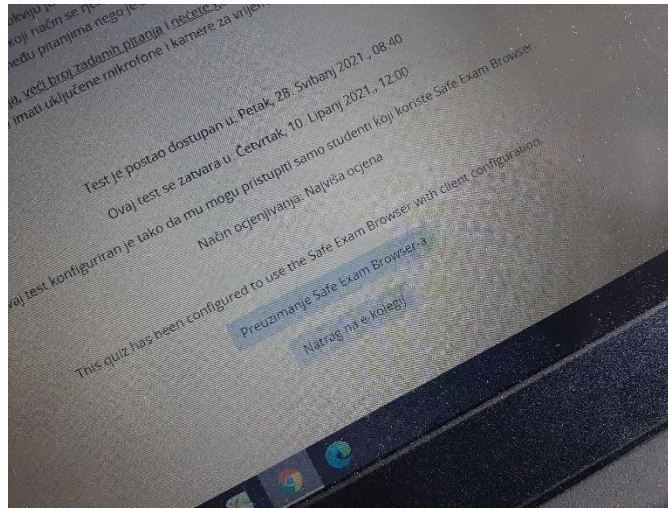 okviju
koji način se
među pitanjima nego je
veći broj zadanih pitanja i nećete
imati uključene mikrofone i kamere za
Test je postao dostupan u: Petak, 28. Svibanj 2021., 08:40
Ovaj test se zatvara u: Četvrtak, 10. Lipanj 2021., 12:00
test konfiguriran je tako da mu mogu pristupiti samo studenti koji koriste Safe Exam Browser.
Način ocjenjivanja: Najviša ocjena
This quiz has been configured to use the Safe Exam Browser with client configuration.
Preuzimanje Safe Exam Browser-a
Natrag na e-kolegij